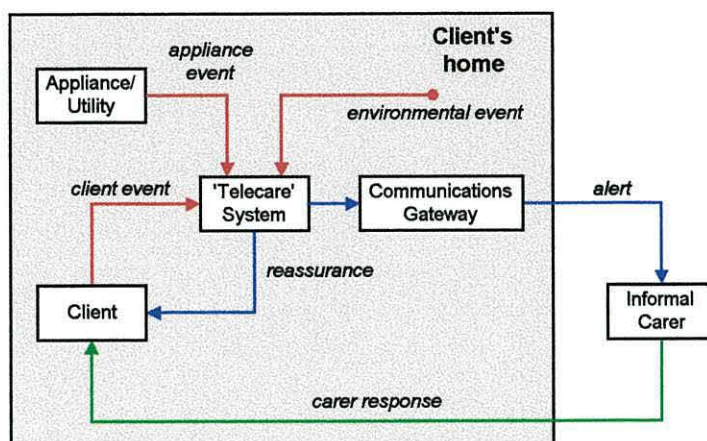 Client's
home
appliance
event
Appliance/
Utility
environmental event
client event
'Telecare'
System
Communications
Gateway
alert
reassurance
Client
Informal
Carer
carer response